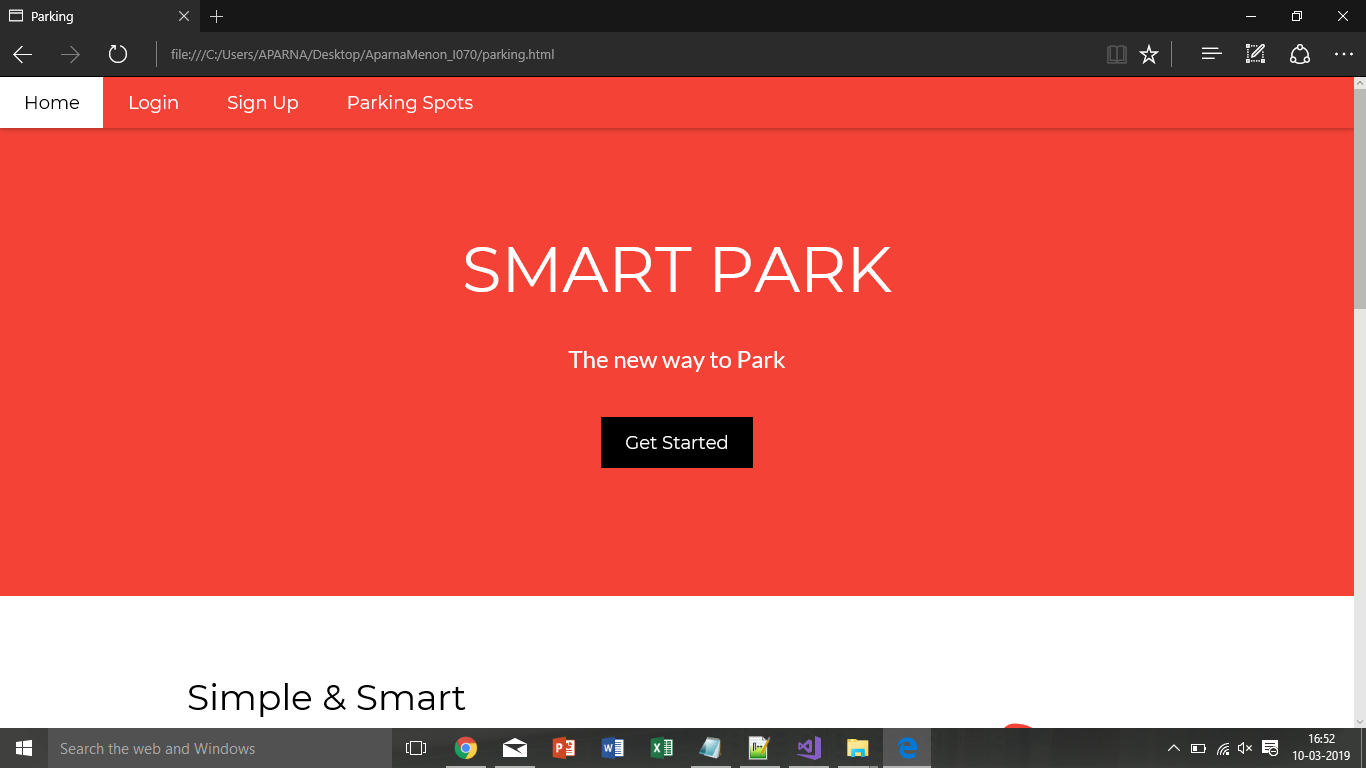 Parking
file:///C:/Users/APARNA/Desktop/AparnaMenon_I070/parking.html
Home Login Sign Up Parking Spots
SMART PARK
The new way to Park
Get Started
Simple & Smart
Search the web and Windows
16:52
10-03-2019